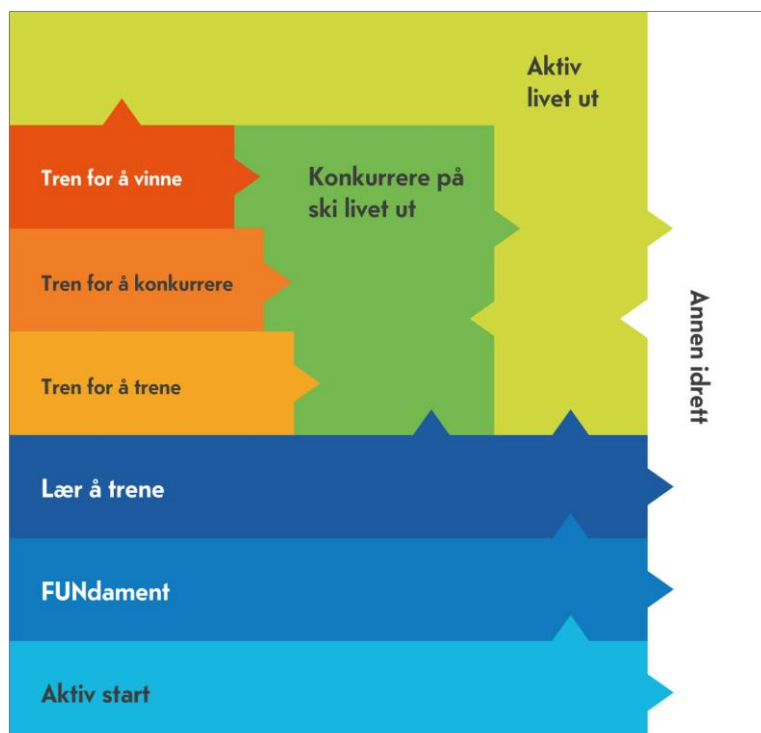 Aktiv
livet ut
Tren for å vinne
Konkurrere på
ski livet ut
Tren for å konkurrere
Annen idrett
Tren for å trene
Lær å trene
FUNdament
Aktiv start